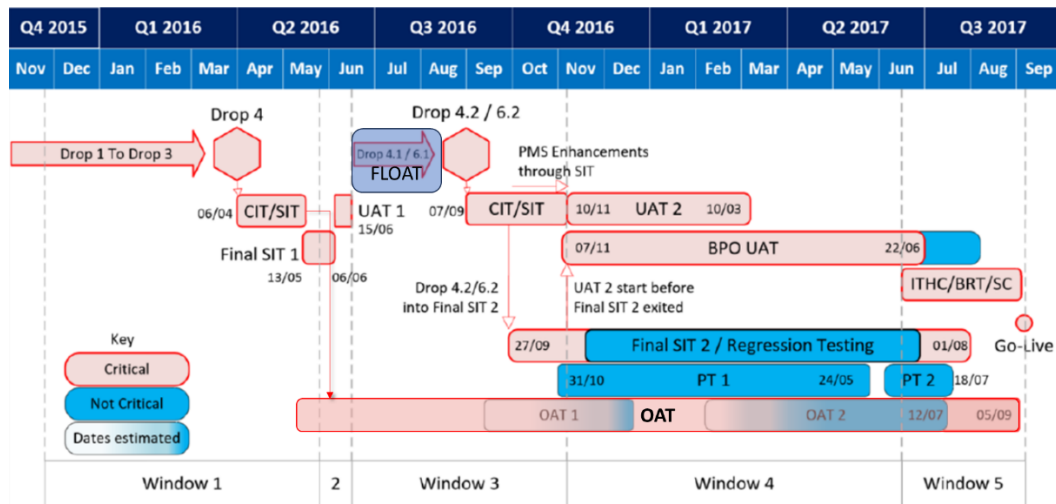 Q4 2015 Q1 2016 Q2 2016 Q3 2016 Q4 2016 Q1 2017 Q2 2017 Q3 2017
Nov Dec Jan Feb Mar Apr May Jun Jul Aug Sep Oct Nov Dec Jan Feb Mar Apr May Jun Jul Aug Sep
Drop 4 Drop 4.2 / 6.2
Drop 1 To Drop 3 Drop 4.1 / 6.1
FLOAT
PMS Enhancements
through SIT
06/04 CIT/SIT UAT 1 07/09 CIT/SIT 10/11 UAT 2 10/03
15/06
Final SIT 1 07/11 BPO UAT 22/06
13/05 06/06
ITHC/BRT/SC
Drop 4.2/6.2
into Final SIT 2
UAT 2 start before
Final SIT 2 exited
27/09 Final SIT 2 / Regression Testing 01/08 Go-Live
Key
Critical
31/10 PT 1 24/05 PT 2 18/07
Not Critical
OAT 1 OAT OAT 2 12/07 05/09
Dates estimated
Window 1 2 Window 3 Window 4 Window 5